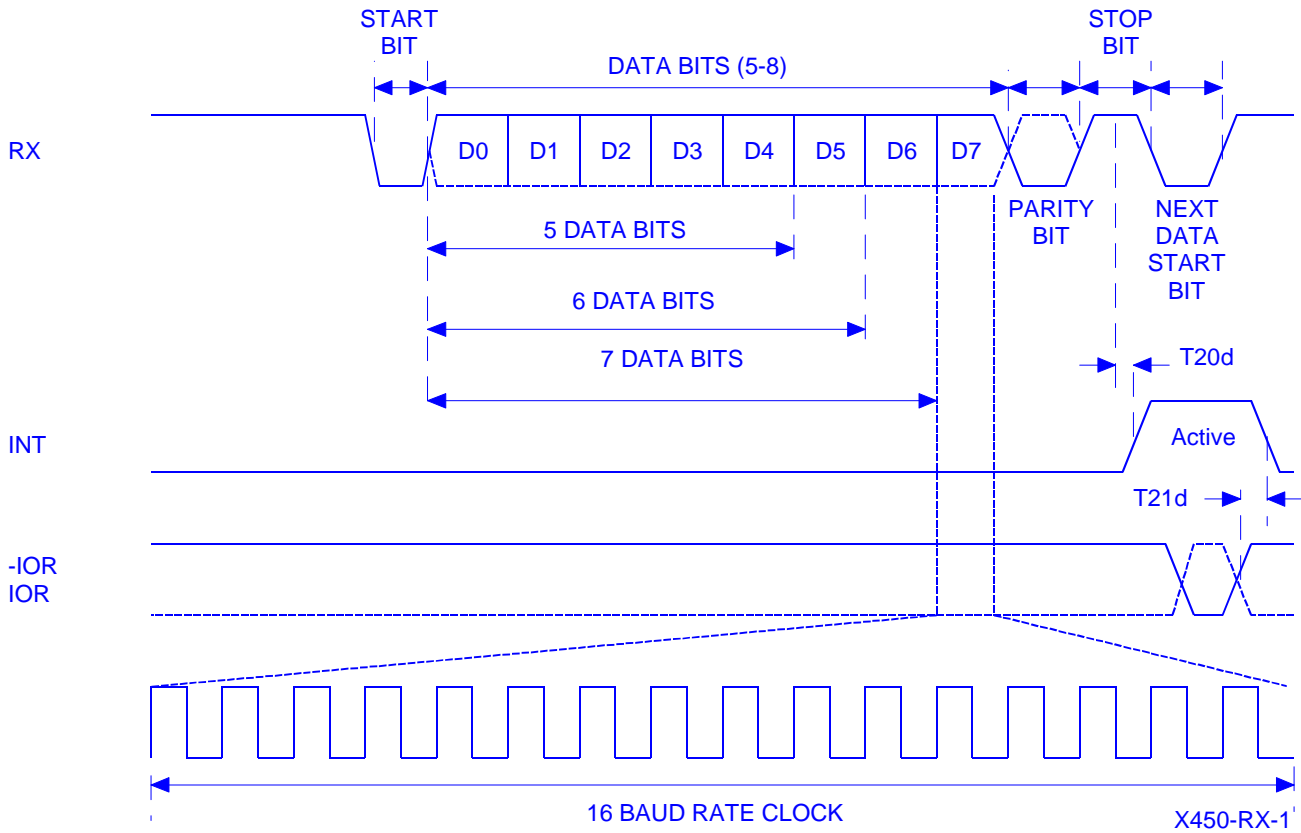 START
BIT
STOP
BIT
DATA BITS (5-8)
RX
D0 D1 D2 D3 D4 D5 D6 D7
PARITY
BIT
NEXT
DATA
START
BIT
5 DATA BITS
6 DATA BITS
7 DATA BITS
T20d
INT
Active
T21d
-IOR
IOR
16 BAUD RATE CLOCK
X450-RX-1